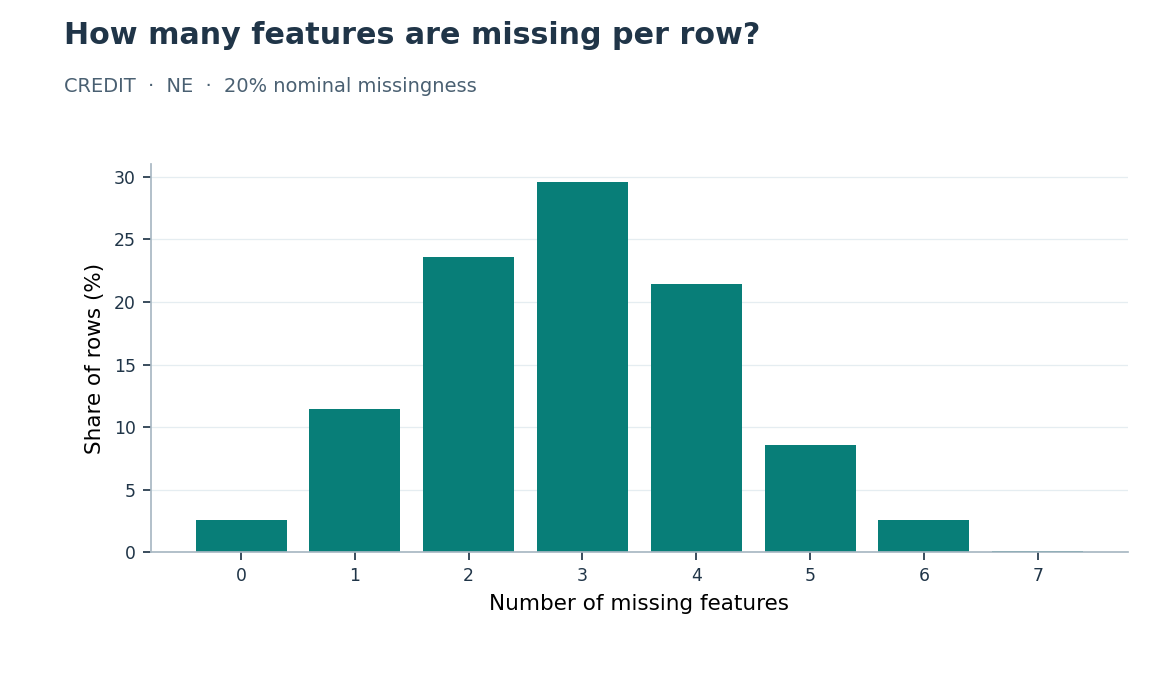 How many features are missing per row?
CREDIT · NE · 20% nominal missingness
30
25
20
15
10
5
0
Share of rows (%)
0 1 2 3 4 5 6 7
Number of missing features